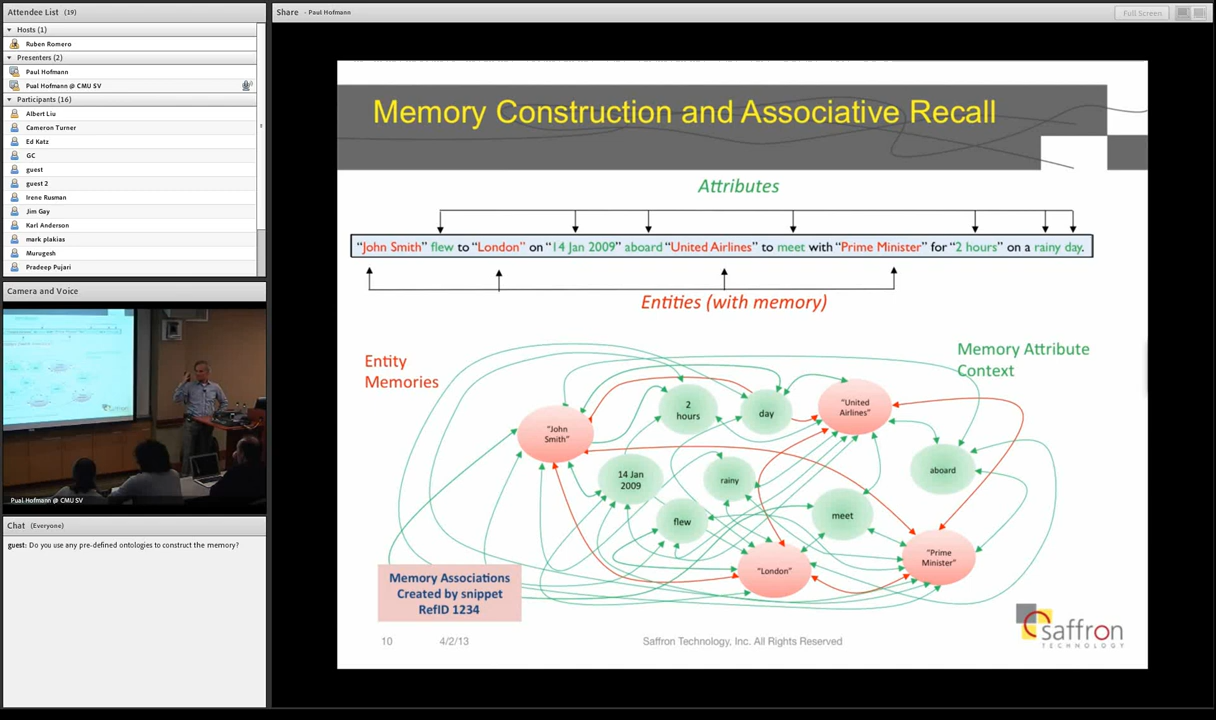 Attendee List (19)
Hosts (1)
Ruben Romero
Presenters (2)
Paul Hofmann
Pual Hofmann @ CMU SV
Participants (16)
Albert Liu
Cameron Turner
Ed Katz
GC
guest
guest 2
Irene Rusman
Jim Gay
Karl Anderson
mark plakias
Murugesh
Pradeep Pujari
Camera and Voice
Pual Hofmann @ CMU SV
Chat (Everyone)
guest: Do you use any pre-defined ontologies to construct the memory?
Share - Paul Hofmann
Full Screen
Memory Construction and Associative Recall
Attributes
"John Smith" flew to "London" on "14 Jan 2009" aboard "United Airlines" to meet with "Prime Minister" for "2 hours" on a rainy day.
Entities (with memory)
Entity
Memories
Memory Attribute
Context
"John
Smith"
2
hours
day
"United
Airlines"
14 Jan
2009
rainy
aboard
flew
meet
"London"
"Prime
Minister"
Memory Associations
Created by snippet
RefID 1234
10
4/2/13
Saffron Technology, Inc. All Rights Reserved
saffron
TECHNOLOGY